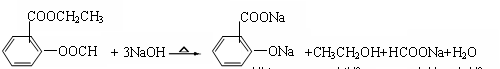 COOCH₂CH₃
COONa
OOCH + 3NaOH △ ONa +CH₃CH₂OH+HCOONa+H₂O